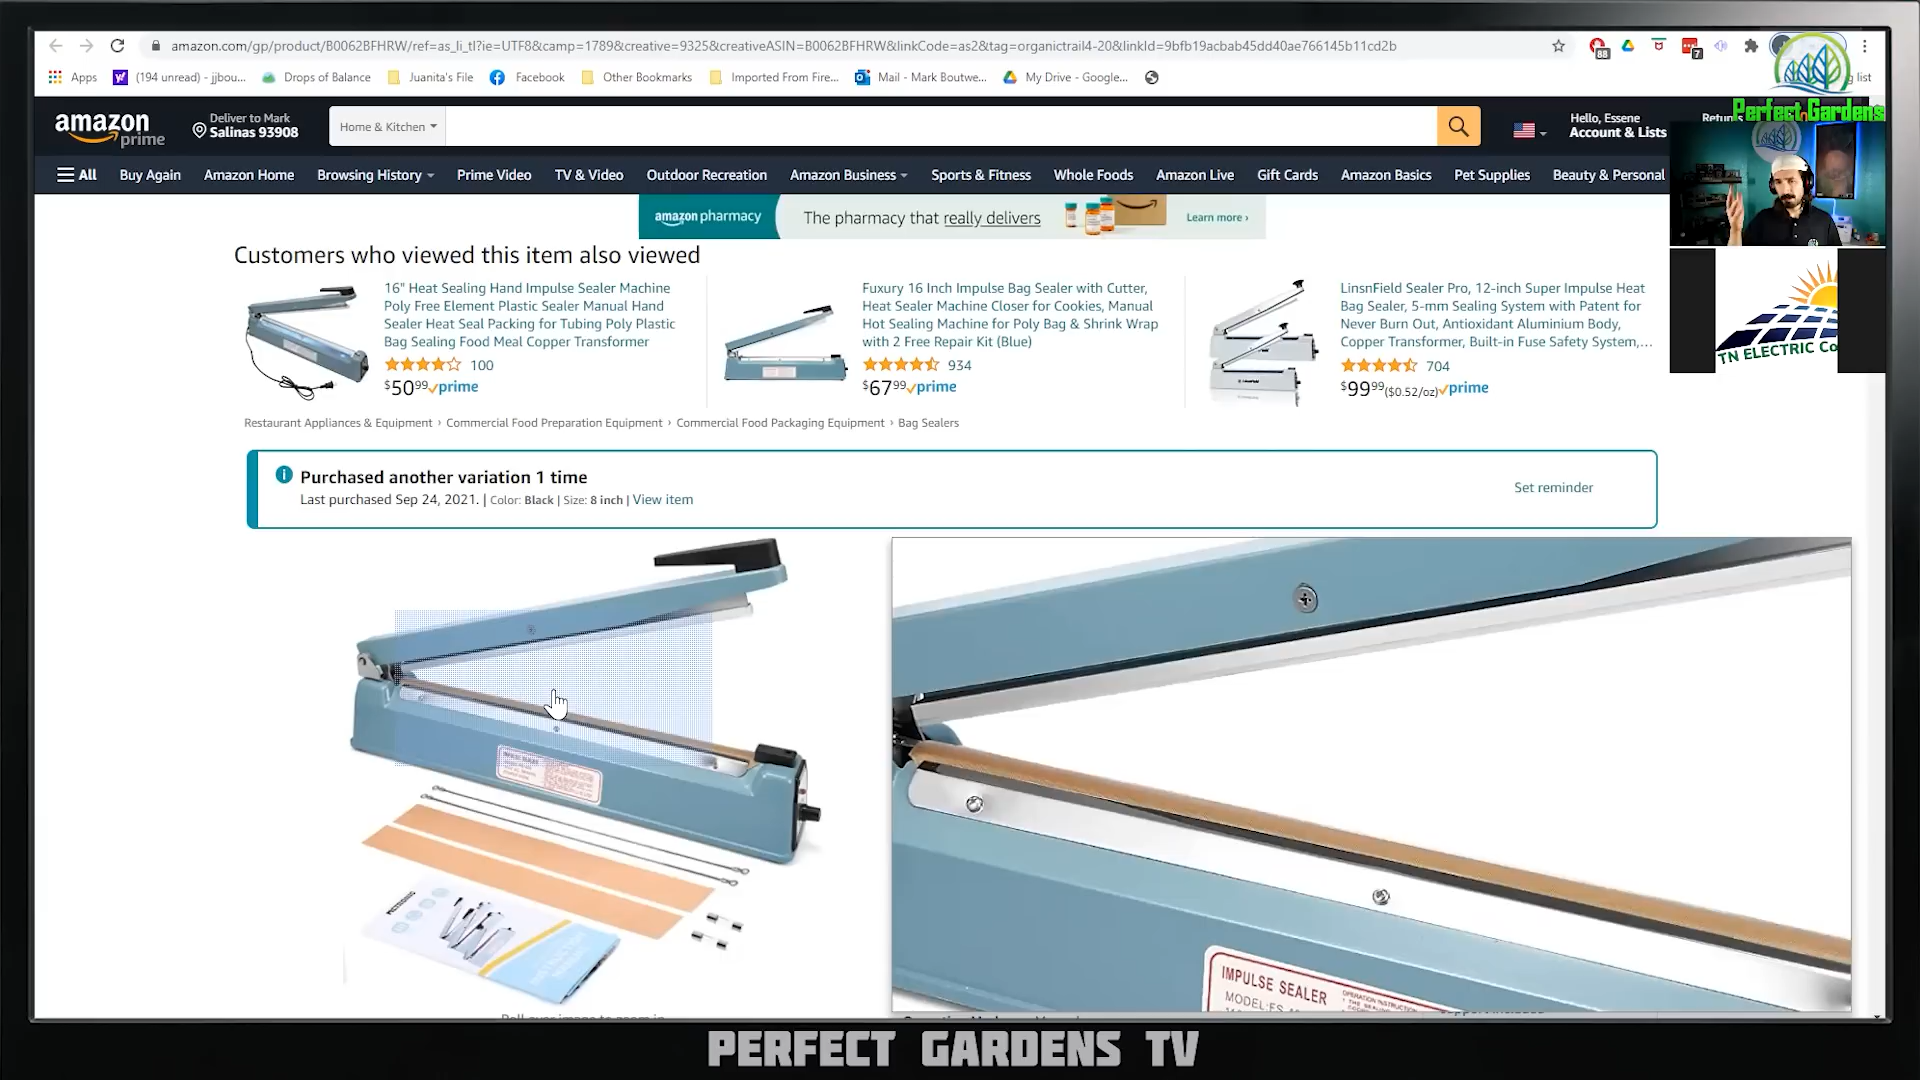 amazon.com/gp/product/B0062BFHRW/ref=as_li_tl?ie=UTF8&camp=1789&creative=9325&creativeASIN=B0062BFHRW&linkCode=as2&tag=organictrail4-20&linkId=9bfb19acbab45dd40ae766145b11cd2b
88
7
Apps
(194 unread) - jjbou...
Drops of Balance
Juanita's File
Facebook
Other Bookmarks
Imported From Fire...
Mail - Mark Boutwe...
My Drive - Google...
list
Perfect Gardens
amazon prime
Deliver to Mark
Salinas 93908
Home & Kitchen
Hello, Essene
Account & Lists
Returns
All
Buy Again
Amazon Home
Browsing History
Prime Video
TV & Video
Outdoor Recreation
Amazon Business
Sports & Fitness
Whole Foods
Amazon Live
Gift Cards
Amazon Basics
Pet Supplies
Beauty & Personal
amazon pharmacy
The pharmacy that really delivers
Learn more ›
TN ELECTRIC Co
Customers who viewed this item also viewed
16" Heat Sealing Hand Impulse Sealer Machine
Poly Free Element Plastic Sealer Manual Hand
Sealer Heat Seal Packing for Tubing Poly Plastic
Bag Sealing Food Meal Copper Transformer
100
$50.99 prime
Fuxury 16 Inch Impulse Bag Sealer with Cutter,
Heat Sealer Machine Closer for Cookies, Manual
Hot Sealing Machine for Poly Bag & Shrink Wrap
with 2 Free Repair Kit (Blue)
934
$67.99 prime
LinsnField Sealer Pro, 12-inch Super Impulse Heat
Bag Sealer, 5-mm Sealing System with Patent for
Never Burn Out, Antioxidant Aluminium Body,
Copper Transformer, Built-in Fuse Safety System,...
704
$99.99 ($0.52/oz) prime
Restaurant Appliances & Equipment › Commercial Food Preparation Equipment › Commercial Food Packaging Equipment › Bag Sealers
Purchased another variation 1 time
Last purchased Sep 24, 2021. | Color: Black | Size: 8 inch | View item
Set reminder
IMPULSE SEALER
PERFECT GARDENS TV